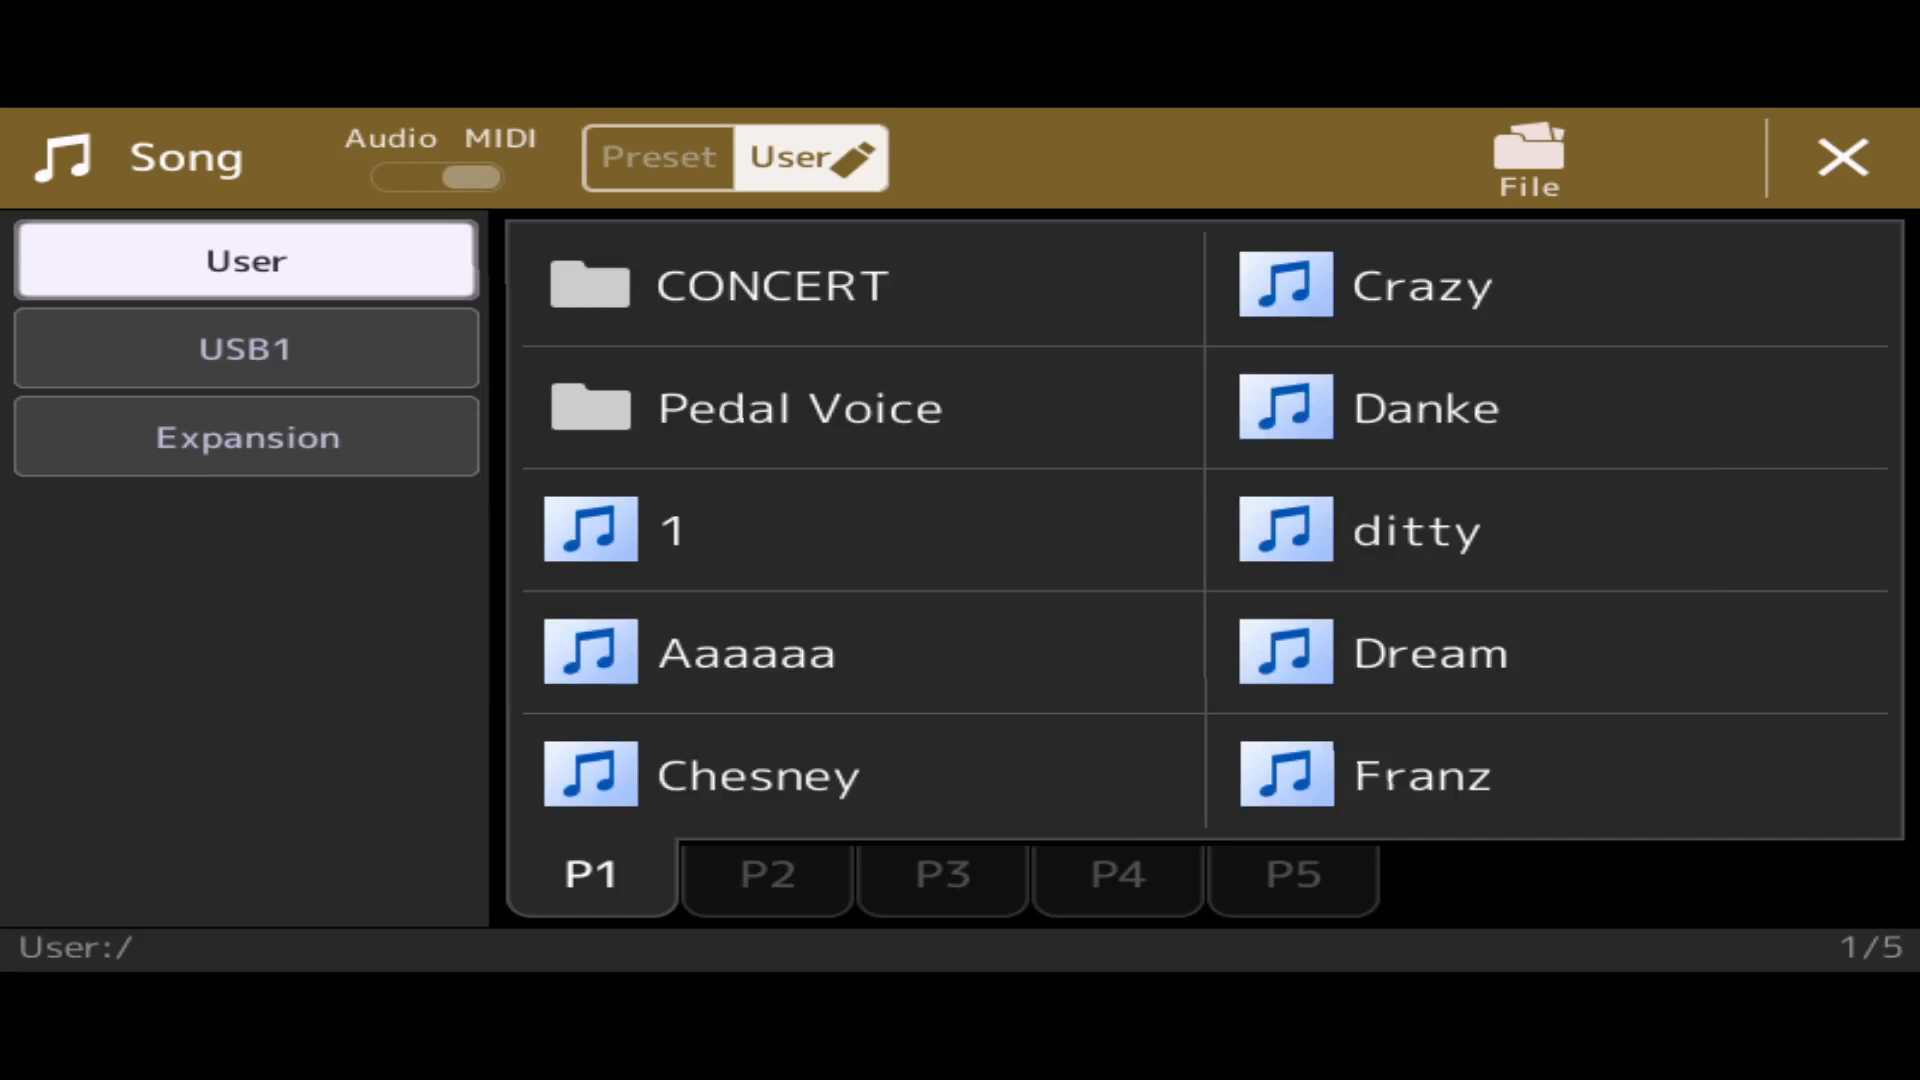 Song
Audio MIDI
Preset
User
File
User
USB1
Expansion
CONCERT
Pedal Voice
1
Aaaaaa
Chesney
Crazy
Danke
ditty
Dream
Franz
P1 P2 P3 P4 P5
User:/
1/5